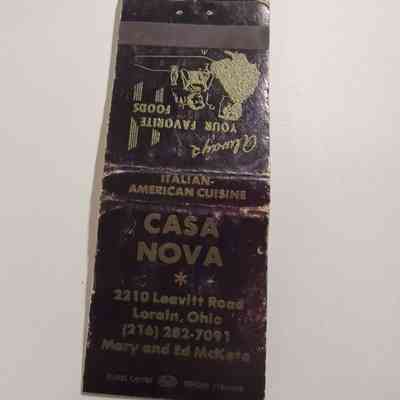 Always
YOUR FAVORITE
FOODS
ITALIAN-
AMERICAN CUISINE
CASA
NOVA
*
2210 Leavitt Road
Lorain, Ohio
(216) 282-7091
Mary and Ed McKate